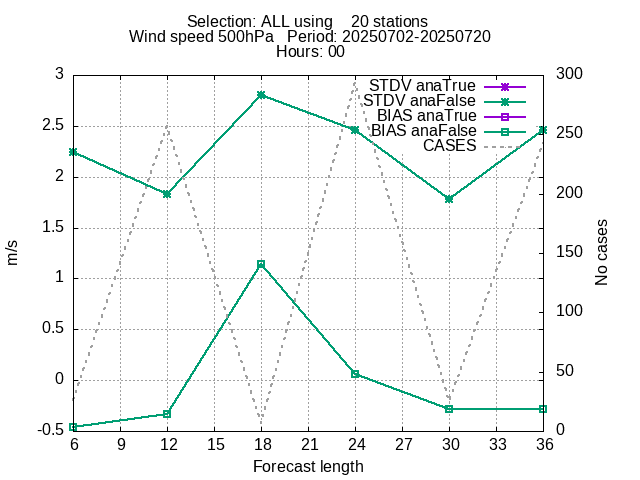 Selection: ALL using    20 stations
Wind speed 500hPa   Period: 20250702-20250720
Hours: 00
3
2.5
2
1.5
1
0.5
0
-0.5
m/s
STDV anaTrue
STDV anaFalse
BIAS anaTrue
BIAS anaFalse
CASES
300
250
200
150
100
50
0
No cases
6 9 12 15 18 21 24 27 30 33 36
Forecast length